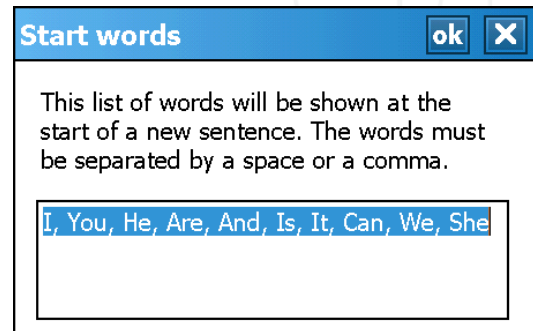 Start words ok
This list of words will be shown at the
start of a new sentence. The words must
be separated by a space or a comma.
I, You, He, Are, And, Is, It, Can, We, She